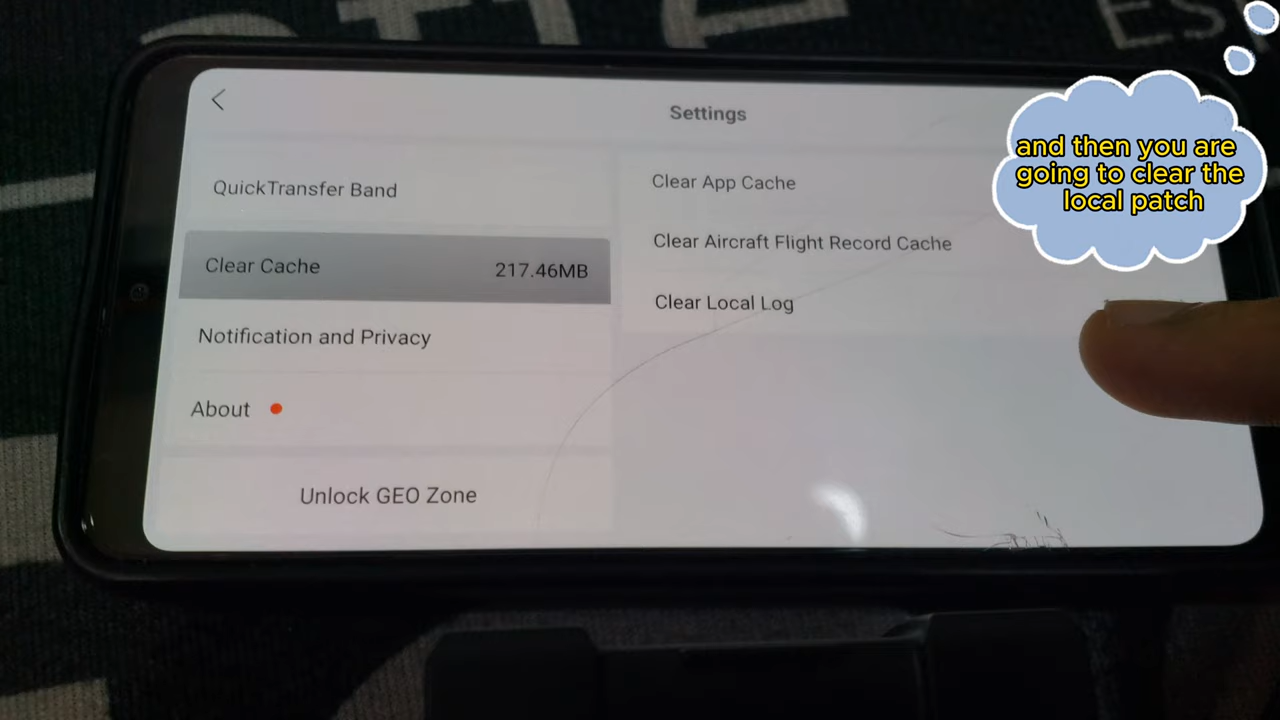 ES
Settings
QuickTransfer Band
Clear Cache 217.46MB
Notification and Privacy
About
Unlock GEO Zone
Clear App Cache
Clear Aircraft Flight Record Cache
Clear Local Log
and then you are
going to clear the
local patch